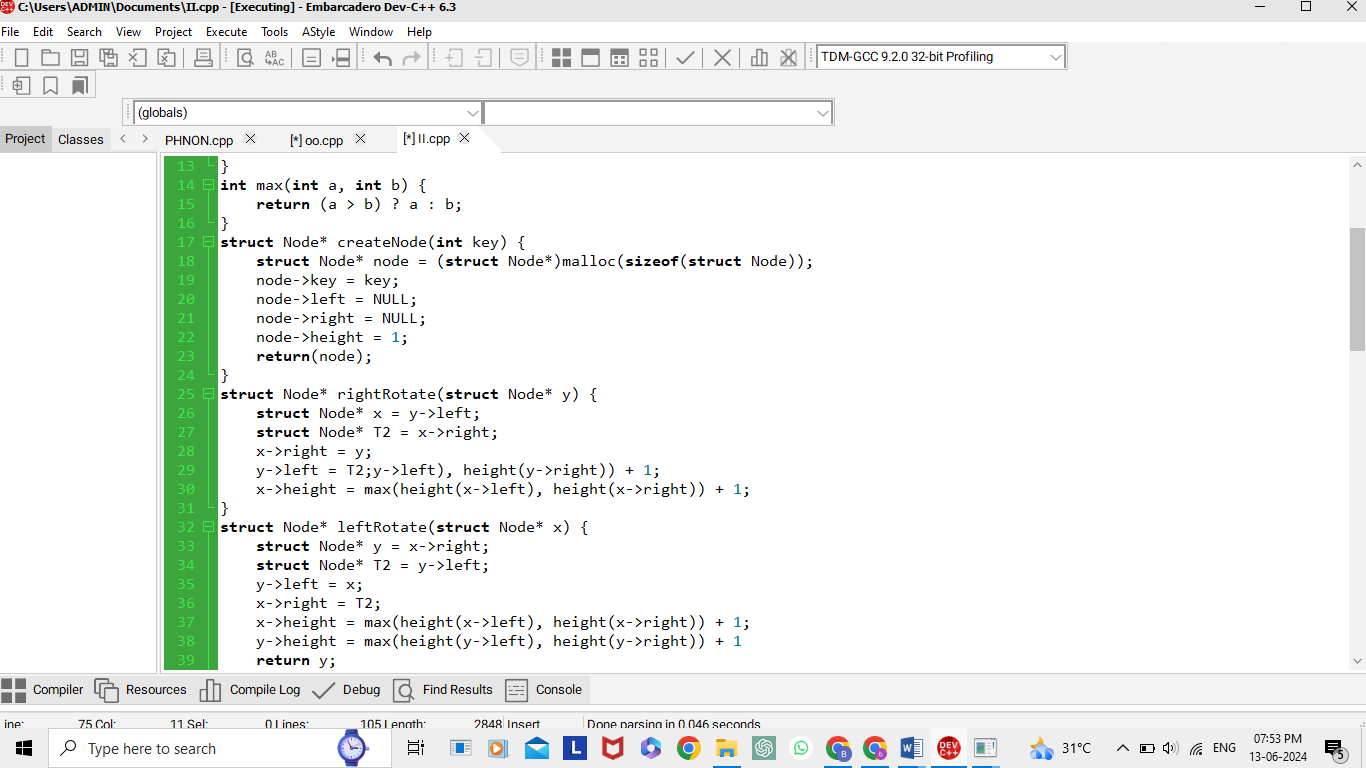 C:\Users\ADMIN\Documents\II.cpp - [Executing] - Embarcadero Dev-C++ 6.3
File Edit Search View Project Execute Tools AStyle Window Help
TDM-GCC 9.2.0 32-bit Profiling
(globals)
Project Classes PHNON.cpp [*] oo.cpp [*] II.cpp
13 }
14 int max(int a, int b) {
15     return (a > b) ? a : b;
16 }
17 struct Node* createNode(int key) {
18     struct Node* node = (struct Node*)malloc(sizeof(struct Node));
19     node->key = key;
20     node->left = NULL;
21     node->right = NULL;
22     node->height = 1;
23     return(node);
24 }
25 struct Node* rightRotate(struct Node* y) {
26     struct Node* x = y->left;
27     struct Node* T2 = x->right;
28     x->right = y;
29     y->left = T2;y->left), height(y->right)) + 1;
30     x->height = max(height(x->left), height(x->right)) + 1;
31 }
32 struct Node* leftRotate(struct Node* x) {
33     struct Node* y = x->right;
34     struct Node* T2 = y->left;
35     y->left = x;
36     x->right = T2;
37     x->height = max(height(x->left), height(x->right)) + 1;
38     y->height = max(height(y->left), height(y->right)) + 1
39     return y;
Compiler Resources Compile Log Debug Find Results Console
ine: 75 Col: 11 Sel: 0 Lines: 105 Length: 2848 Insert Done parsing in 0.046 seconds
Type here to search 31°C ENG 07:53 PM
13-06-2024 5